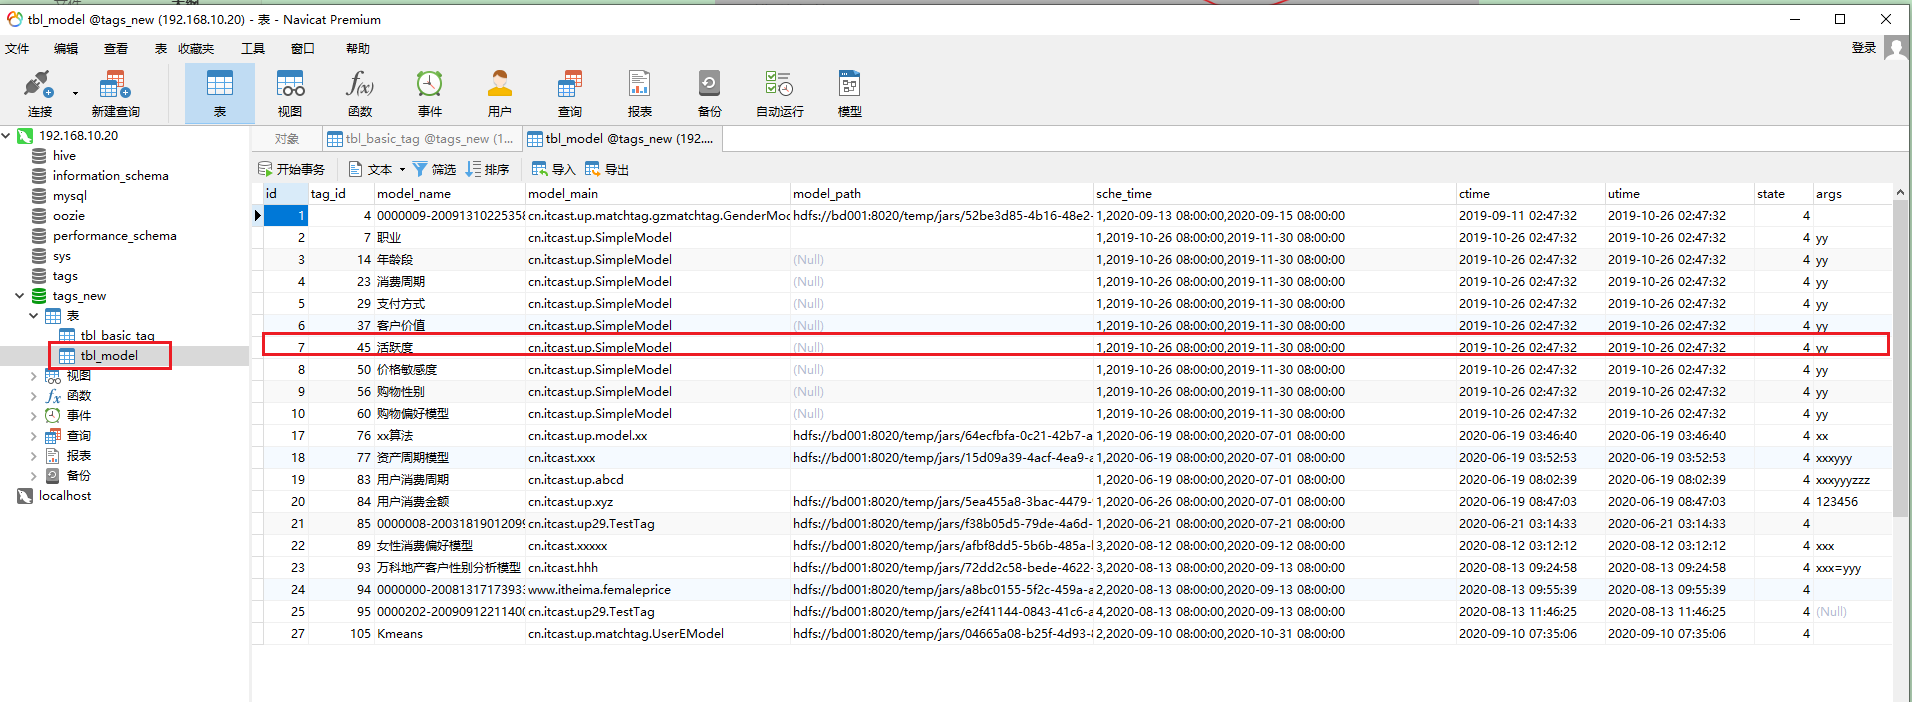 tbl_model @tags_new (192.168.10.20) - 表 - Navicat Premium
文件 编辑 查看 表 收藏夹 工具 窗口 帮助 登录
连接 新建查询 表 视图 函数 事件 用户 查询 报表 备份 自动运行 模型
192.168.10.20
hive
information_schema
mysql
oozie
performance_schema
sys
tags
tags_new
表
tbl_basic_tag
tbl_model
视图
函数
事件
查询
报表
备份
localhost
对象 tbl_basic_tag @tags_new (1... tbl_model @tags_new (192....
开始事务 文本 筛选 排序 导入 导出
id tag_id model_name model_main model_path sche_time ctime utime state args
1 4 0000009-20091310225358 cn.itcast.up.matchtag.gzmatchtag.GenderMod hdfs://bd001:8020/temp/jars/52be3d85-4b16-48e2- 1,2020-09-13 08:00:00,2020-09-15 08:00:00 2019-09-11 02:47:32 2019-10-26 02:47:32 4
2 7 职业 cn.itcast.up.SimpleModel 1,2019-10-26 08:00:00,2019-11-30 08:00:00 2019-10-26 02:47:32 2019-10-26 02:47:32 4 yy
3 14 年龄段 cn.itcast.up.SimpleModel (Null) 1,2019-10-26 08:00:00,2019-11-30 08:00:00 2019-10-26 02:47:32 2019-10-26 02:47:32 4 yy
4 23 消费周期 cn.itcast.up.SimpleModel (Null) 1,2019-10-26 08:00:00,2019-11-30 08:00:00 2019-10-26 02:47:32 2019-10-26 02:47:32 4 yy
5 29 支付方式 cn.itcast.up.SimpleModel (Null) 1,2019-10-26 08:00:00,2019-11-30 08:00:00 2019-10-26 02:47:32 2019-10-26 02:47:32 4 yy
6 37 客户价值 cn.itcast.up.SimpleModel (Null) 1,2019-10-26 08:00:00,2019-11-30 08:00:00 2019-10-26 02:47:32 2019-10-26 02:47:32 4 yy
7 45 活跃度 cn.itcast.up.SimpleModel (Null) 1,2019-10-26 08:00:00,2019-11-30 08:00:00 2019-10-26 02:47:32 2019-10-26 02:47:32 4 yy
8 50 价格敏感度 cn.itcast.up.SimpleModel (Null) 1,2019-10-26 08:00:00,2019-11-30 08:00:00 2019-10-26 02:47:32 2019-10-26 02:47:32 4 yy
9 56 购物性别 cn.itcast.up.SimpleModel (Null) 1,2019-10-26 08:00:00,2019-11-30 08:00:00 2019-10-26 02:47:32 2019-10-26 02:47:32 4 yy
10 60 购物偏好模型 cn.itcast.up.SimpleModel (Null) 1,2019-10-26 08:00:00,2019-11-30 08:00:00 2019-10-26 02:47:32 2019-10-26 02:47:32 4 yy
17 76 xx算法 cn.itcast.up.model.xx hdfs://bd001:8020/temp/jars/64ecfbfa-0c21-42b7-a 1,2020-06-19 08:00:00,2020-07-01 08:00:00 2020-06-19 03:46:40 2020-06-19 03:46:40 4 xx
18 77 资产周期模型 cn.itcast.xxx hdfs://bd001:8020/temp/jars/15d09a39-4acf-4ea9-a 1,2020-06-19 08:00:00,2020-07-01 08:00:00 2020-06-19 03:52:53 2020-06-19 03:52:53 4 xxxyyy
19 83 用户消费周期 cn.itcast.up.abcd 1,2020-06-19 08:00:00,2020-07-01 08:00:00 2020-06-19 08:02:39 2020-06-19 08:02:39 4 xxxyyyzzz
20 84 用户消费金额 cn.itcast.up.xyz hdfs://bd001:8020/temp/jars/5ea455a8-3bac-4479- 1,2020-06-26 08:00:00,2020-07-01 08:00:00 2020-06-19 08:47:03 2020-06-19 08:47:03 4 123456
21 85 0000008-20031819012099 cn.itcast.up29.TestTag hdfs://bd001:8020/temp/jars/f38b05d5-79de-4a6d- 1,2020-06-21 08:00:00,2020-07-21 08:00:00 2020-06-21 03:14:33 2020-06-21 03:14:33 4
22 89 女性消费偏好模型 cn.itcast.xxxxx hdfs://bd001:8020/temp/jars/afbf8dd5-5b6b-485a-l 3,2020-08-12 08:00:00,2020-09-12 08:00:00 2020-08-12 03:12:12 2020-08-12 03:12:12 4 xxx
23 93 万科地产客户性别分析模型 cn.itcast.hhh hdfs://bd001:8020/temp/jars/72dd2c58-bede-4622- 3,2020-08-13 08:00:00,2020-09-13 08:00:00 2020-08-13 09:24:58 2020-08-13 09:24:58 4 xxx=yyy
24 94 0000000-20081317173933 www.itheima.femaleprice hdfs://bd001:8020/temp/jars/a8bc0155-5f2c-459a-a 2,2020-08-13 08:00:00,2020-09-13 08:00:00 2020-08-13 09:55:39 2020-08-13 09:55:39 4
25 95 0000202-20090912211400 cn.itcast.up29.TestTag hdfs://bd001:8020/temp/jars/e2f41144-0843-41c6-a 4,2020-08-13 08:00:00,2020-09-13 08:00:00 2020-08-13 11:46:25 2020-08-13 11:46:25 4 (Null)
27 105 Kmeans cn.itcast.up.matchtag.UserEModel hdfs://bd001:8020/temp/jars/04665a08-b25f-4d93-8 2,2020-09-10 08:00:00,2020-10-31 08:00:00 2020-09-10 07:35:06 2020-09-10 07:35:06 4